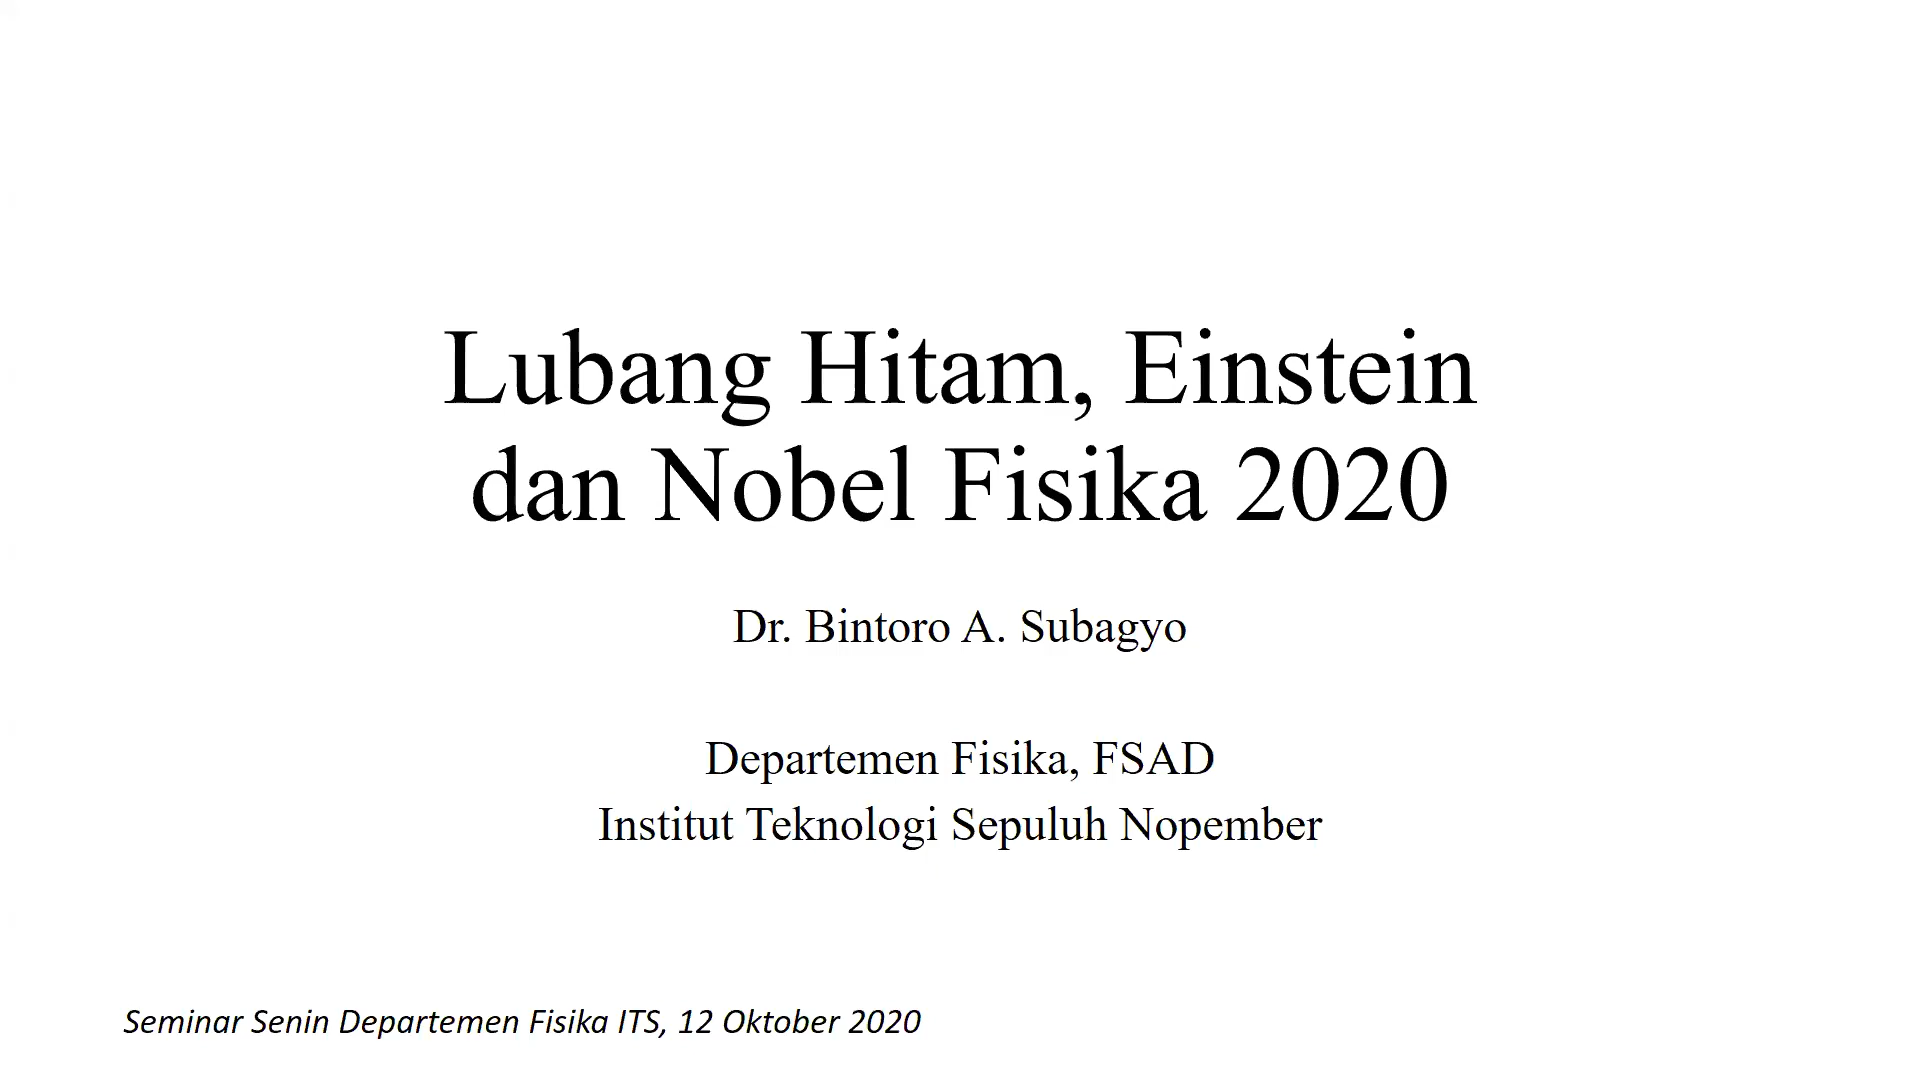 Lubang Hitam, Einstein
dan Nobel Fisika 2020
Dr. Bintoro A. Subagyo
Departemen Fisika, FSAD
Institut Teknologi Sepuluh Nopember
Seminar Senin Departemen Fisika ITS, 12 Oktober 2020